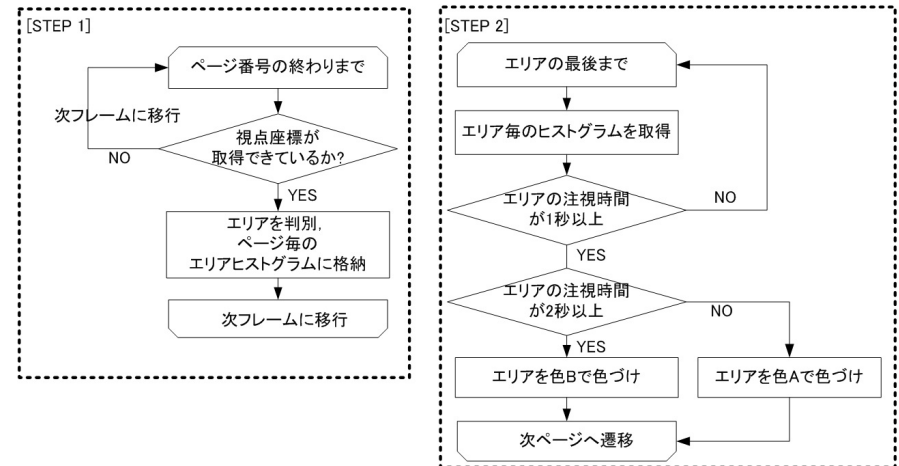 [STEP 1]
ページ番号の終わりまで
次フレームに移行
視点座標が
取得できているか?
NO
YES
エリアを判別,
ページ毎の
エリアヒストグラムに格納
次フレームに移行
[STEP 2]
エリアの最後まで
エリア毎のヒストグラムを取得
エリアの注視時間
が1秒以上
NO
YES
エリアの注視時間
が2秒以上
NO
YES
エリアを色Bで色づけ
エリアを色Aで色づけ
次ページへ遷移